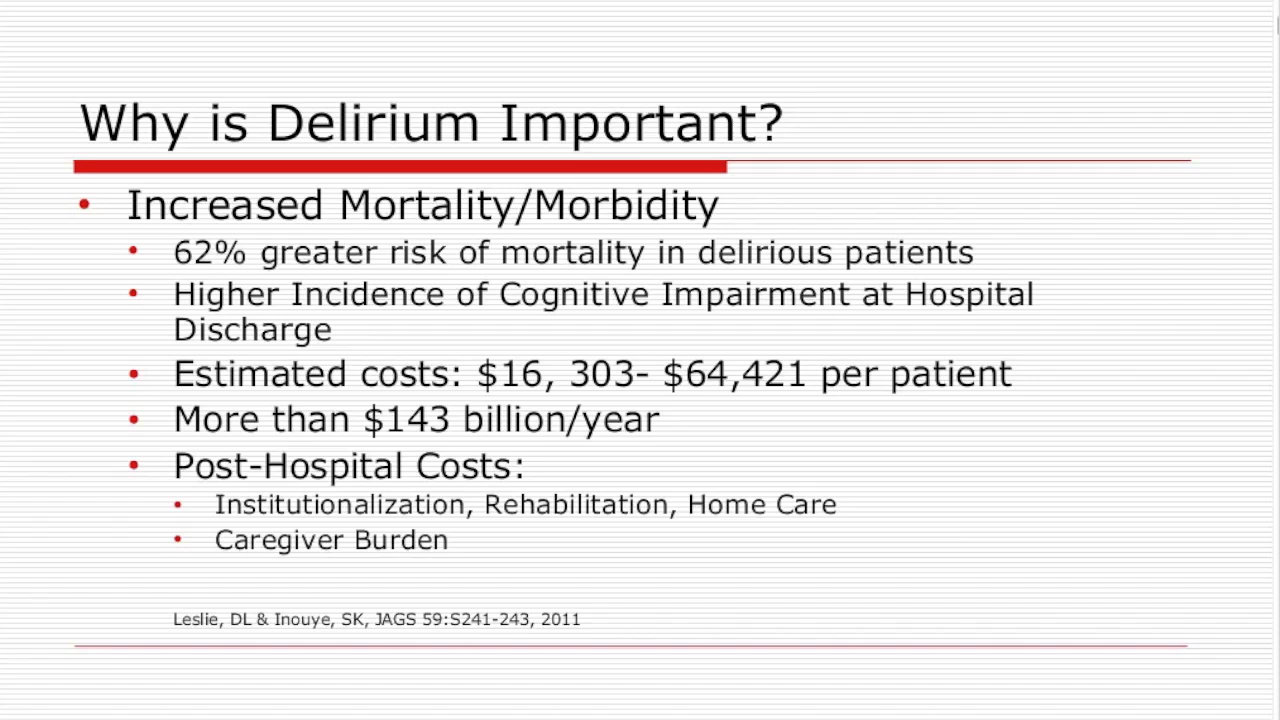 Why is Delirium Important?
• Increased Mortality/Morbidity
• 62% greater risk of mortality in delirious patients
• Higher Incidence of Cognitive Impairment at Hospital
Discharge
• Estimated costs: $16, 303- $64,421 per patient
• More than $143 billion/year
• Post-Hospital Costs:
• Institutionalization, Rehabilitation, Home Care
• Caregiver Burden
Leslie, DL & Inouye, SK, JAGS 59:S241-243, 2011